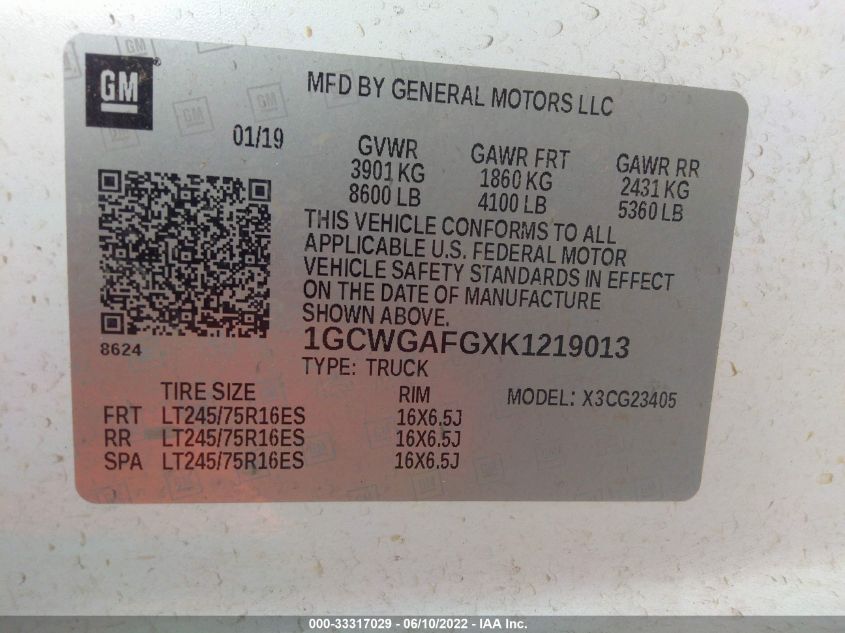 GM
MFD BY GENERAL MOTORS LLC
01/19
GVWR GAWR FRT GAWR RR
3901 KG 1860 KG 2431 KG
8600 LB 4100 LB 5360 LB
THIS VEHICLE CONFORMS TO ALL
APPLICABLE U.S. FEDERAL MOTOR
VEHICLE SAFETY STANDARDS IN EFFECT
ON THE DATE OF MANUFACTURE
SHOWN ABOVE.
8624
1GCWGAFGXK1219013
TYPE: TRUCK
TIRE SIZE RIM MODEL: X3CG23405
FRT LT245/75R16ES 16X6.5J
RR LT245/75R16ES 16X6.5J
SPA LT245/75R16ES 16X6.5J
000-33317029 — 06/10/2022 — IAA Inc.